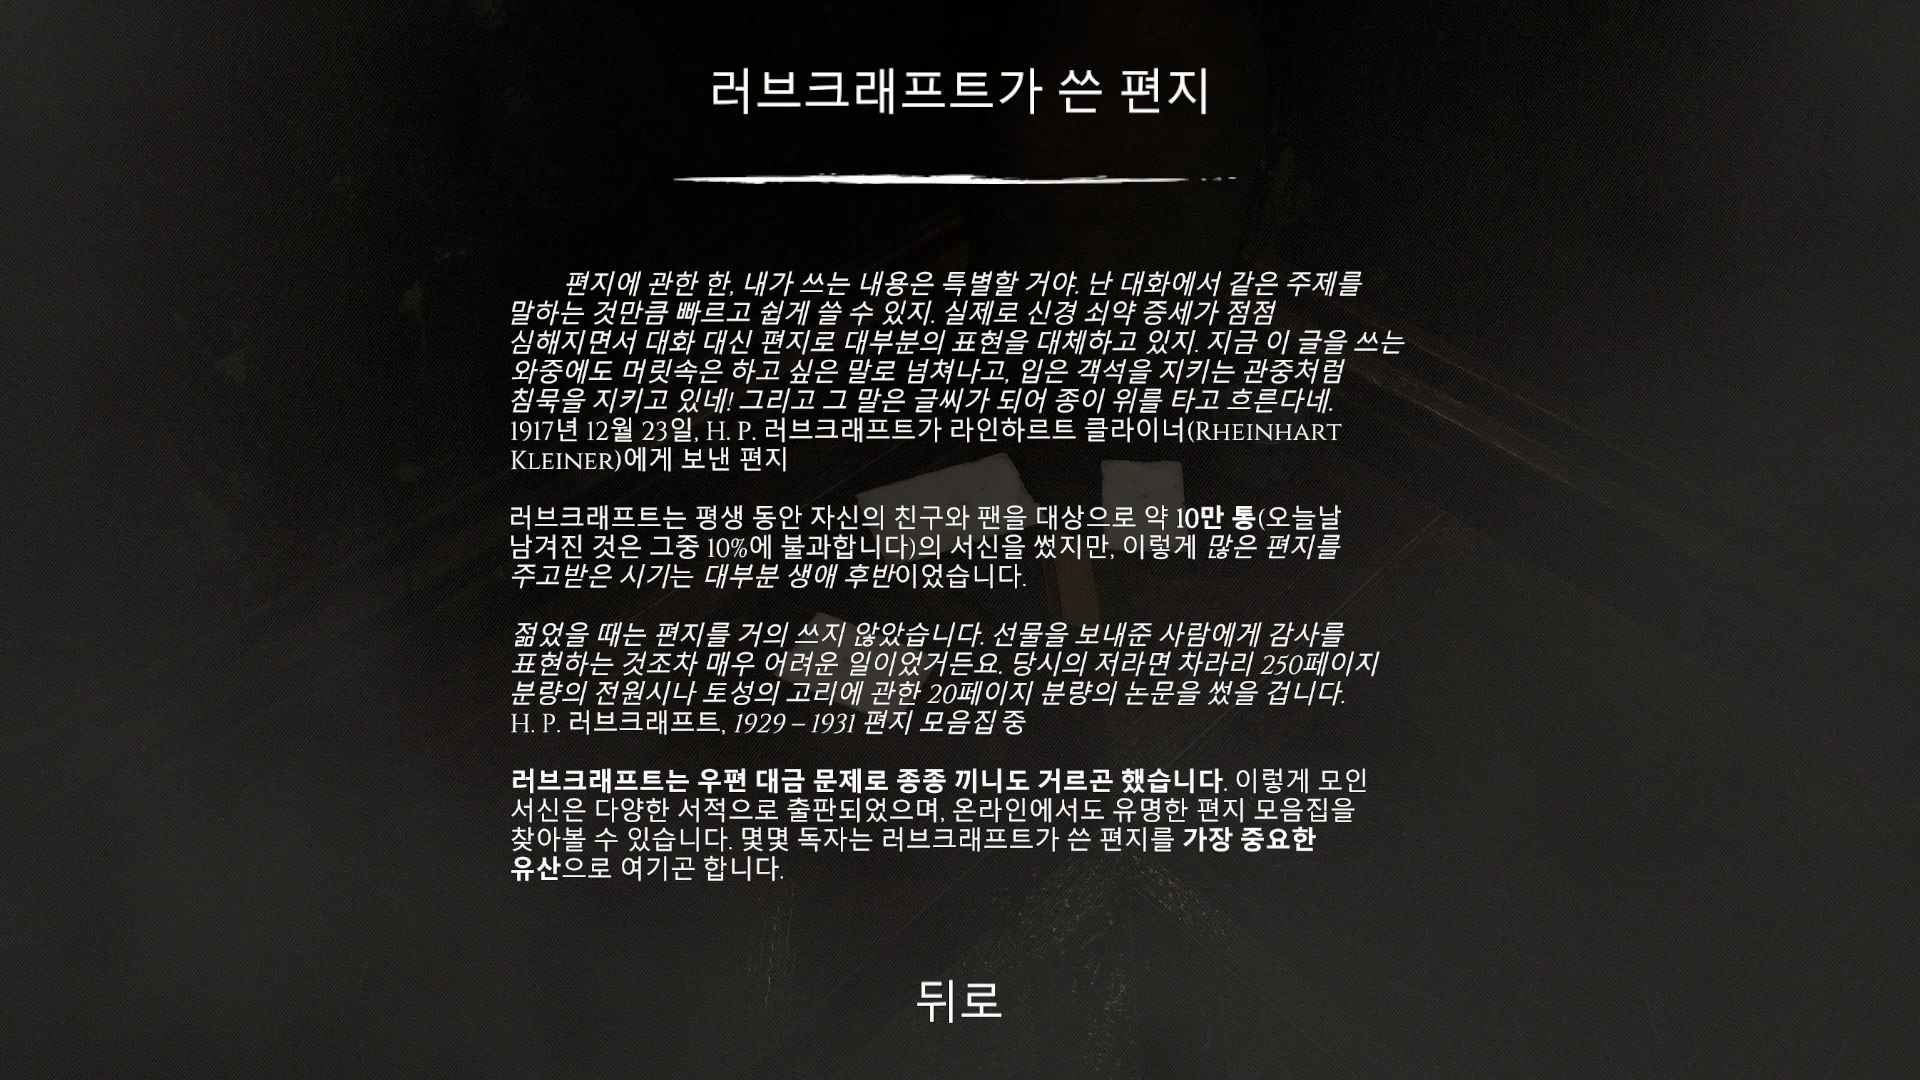 러브크래프트가 쓴 편지
편지에 관한 한, 내가 쓰는 내용은 특별할 거야. 난 대화에서 같은 주제를
말하는 것만큼 빠르고 쉽게 쓸 수 있지. 실제로 신경 쇠약 증세가 점점
심해지면서 대화 대신 편지로 대부분의 표현을 대체하고 있지. 지금 이 글을 쓰는
와중에도 머릿속은 하고 싶은 말로 넘쳐나고, 입은 객석을 지키는 관중처럼
침묵을 지키고 있네! 그리고 그 말은 글씨가 되어 종이 위를 타고 흐른다네.
1917년 12월 23일, H. P. 러브크래프트가 라인하르트 클라이너(Rheinhart
Kleiner)에게 보낸 편지
러브크래프트는 평생 동안 자신의 친구와 팬을 대상으로 약 10만 통(오늘날
남겨진 것은 그중 10%에 불과합니다)의 서신을 썼지만, 이렇게 많은 편지를
주고받은 시기는 대부분 생애 후반이었습니다.
젊었을 때는 편지를 거의 쓰지 않았습니다. 선물을 보내준 사람에게 감사를
표현하는 것조차 매우 어려운 일이었거든요. 당시의 저라면 차라리 250페이지
분량의 전원시나 토성의 고리에 관한 20페이지 분량의 논문을 썼을 겁니다.
H. P. 러브크래프트, 1929 – 1931 편지 모음집 중
러브크래프트는 우편 대금 문제로 종종 끼니도 거르곤 했습니다. 이렇게 모인
서신은 다양한 서적으로 출판되었으며, 온라인에서도 유명한 편지 모음집을
찾아볼 수 있습니다. 몇몇 독자는 러브크래프트가 쓴 편지를 가장 중요한
유산으로 여기곤 합니다.
뒤로